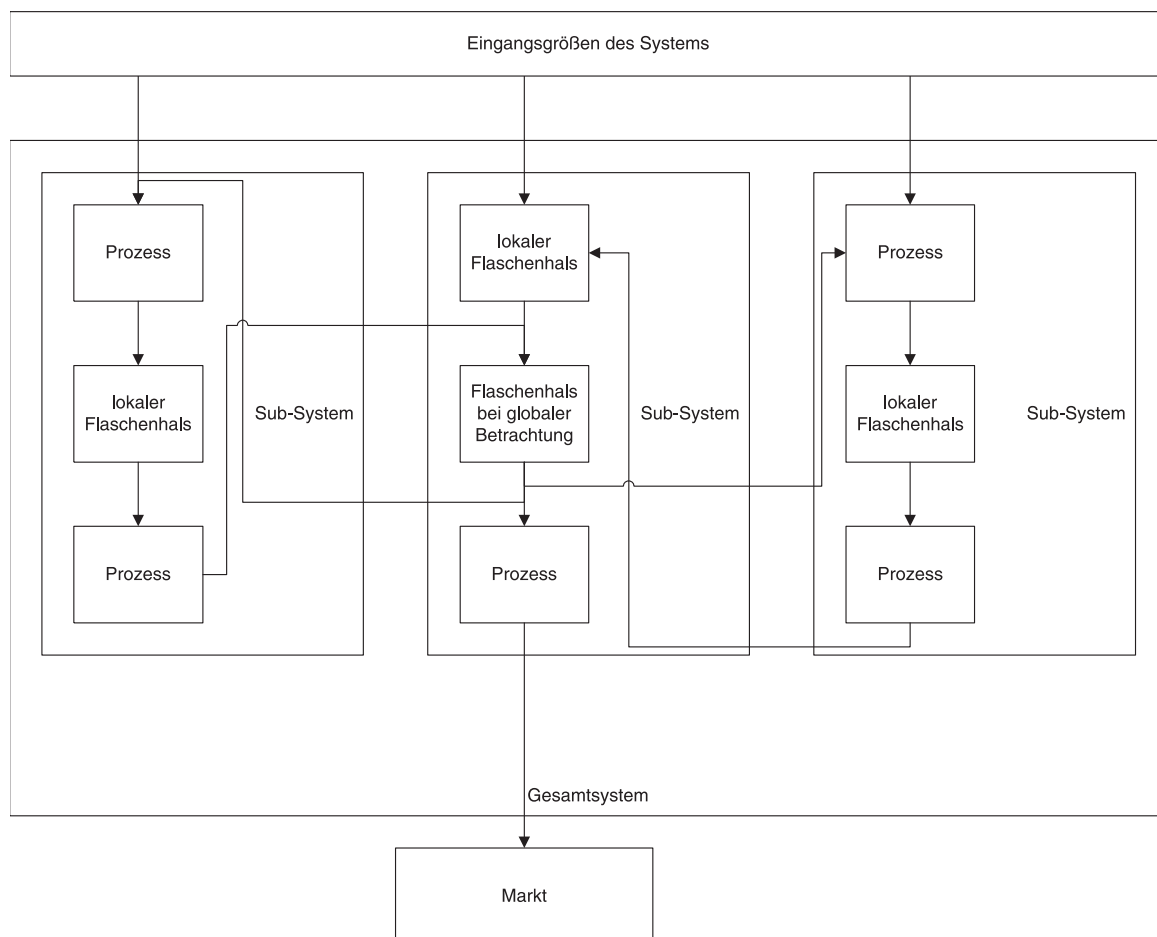 Eingangsgrößen des Systems
Prozess
lokaler
Flaschenhals
Prozess
lokaler
Flaschenhals
Sub-System
Flaschenhals
bei globaler
Betrachtung
Sub-System
lokaler
Flaschenhals
Sub-System
Prozess
Prozess
Prozess
Gesamtsystem
Markt